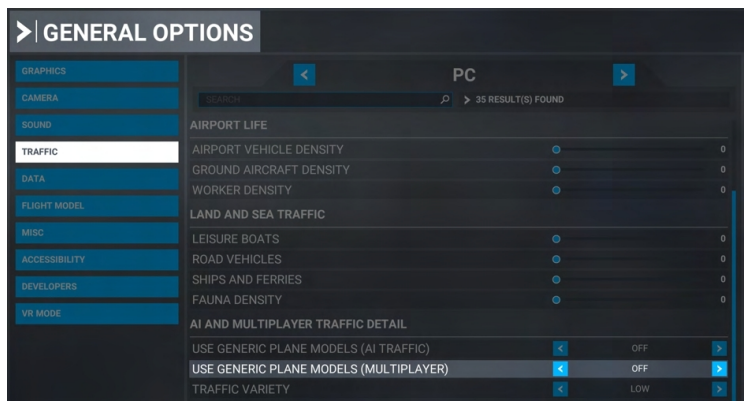 > GENERAL OPTIONS
GRAPHICS
CAMERA
SOUND
TRAFFIC
DATA
FLIGHT MODEL
MISC
ACCESSIBILITY
DEVELOPERS
VR MODE
< PC >
SEARCH > 35 RESULT(S) FOUND
AIRPORT LIFE
AIRPORT VEHICLE DENSITY 0
GROUND AIRCRAFT DENSITY 0
WORKER DENSITY 0
LAND AND SEA TRAFFIC
LEISURE BOATS 0
ROAD VEHICLES 0
SHIPS AND FERRIES 0
FAUNA DENSITY 0
AI AND MULTIPLAYER TRAFFIC DETAIL
USE GENERIC PLANE MODELS (AI TRAFFIC) < OFF >
USE GENERIC PLANE MODELS (MULTIPLAYER) < OFF >
TRAFFIC VARIETY < LOW >